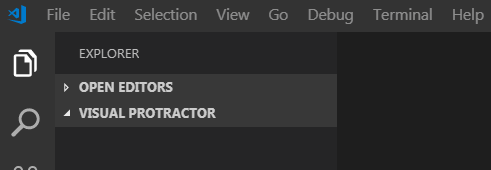 File Edit Selection View Go Debug Terminal Help
EXPLORER
OPEN EDITORS
VISUAL PROTRACTOR